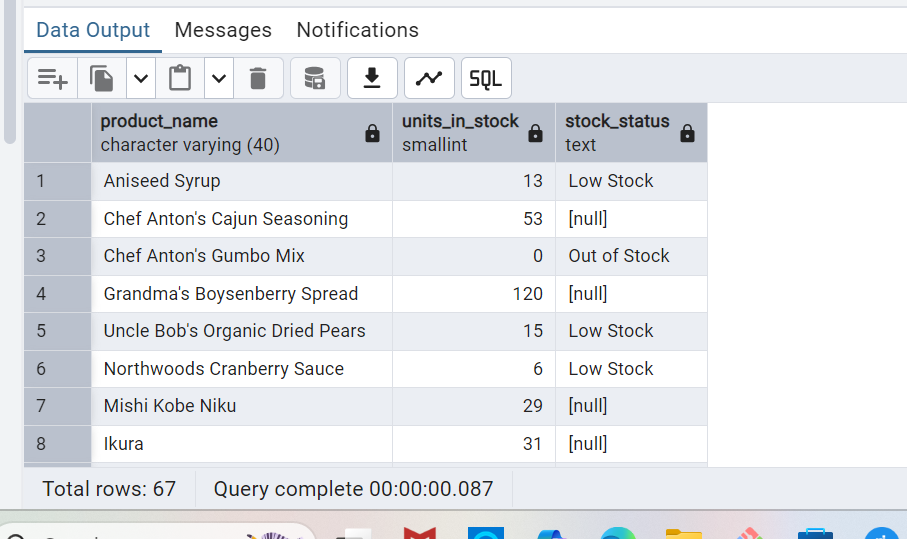 Data Output Messages Notifications
SQL
product_name units_in_stock stock_status
character varying (40) smallint text
1 Aniseed Syrup 13 Low Stock
2 Chef Anton's Cajun Seasoning 53 [null]
3 Chef Anton's Gumbo Mix 0 Out of Stock
4 Grandma's Boysenberry Spread 120 [null]
5 Uncle Bob's Organic Dried Pears 15 Low Stock
6 Northwoods Cranberry Sauce 6 Low Stock
7 Mishi Kobe Niku 29 [null]
8 Ikura 31 [null]
Total rows: 67 Query complete 00:00:00.087